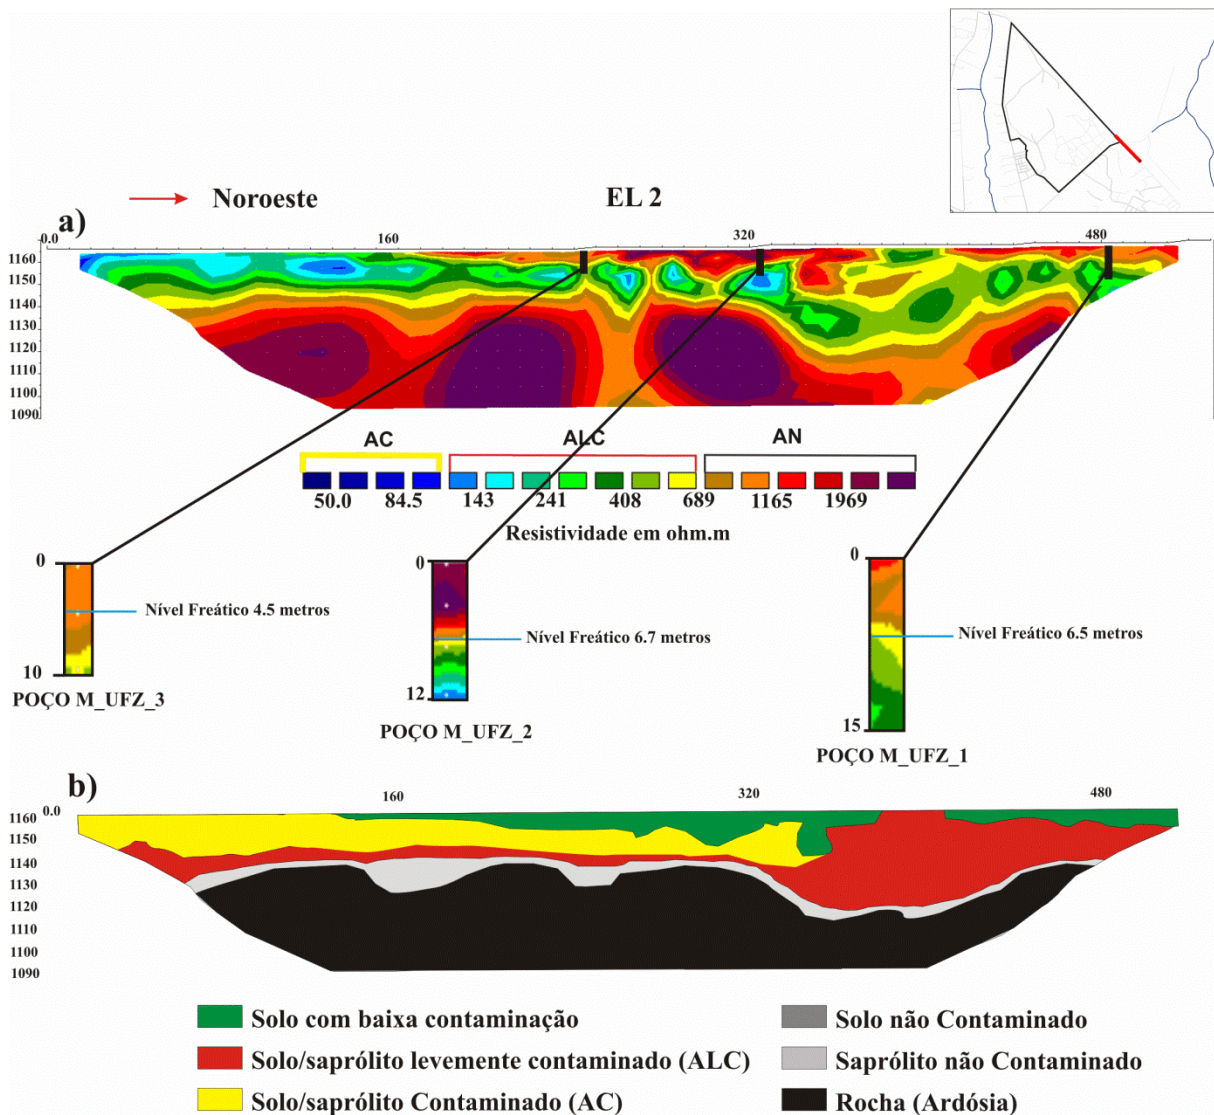 Noroeste
EL 2
a)
0.0
160
320
480
1160
1150
1140
1130
1120
1110
1100
1090
AC
ALC
AN
50.0
84.5
143
241
408
689
1165
1969
Resistividade em ohm.m
0
Nível Freático 4.5 metros
10
POÇO M_UFZ_3
0
Nível Freático 6.7 metros
12
POÇO M_UFZ_2
0
Nível Freático 6.5 metros
15
POÇO M_UFZ_1
b)
0.0
160
320
480
1160
1150
1140
1130
1120
1110
1100
1090
Solo com baixa contaminação
Solo/saprólito levemente contaminado (ALC)
Solo/saprólito Contaminado (AC)
Solo não Contaminado
Saprólito não Contaminado
Rocha (Ardósia)